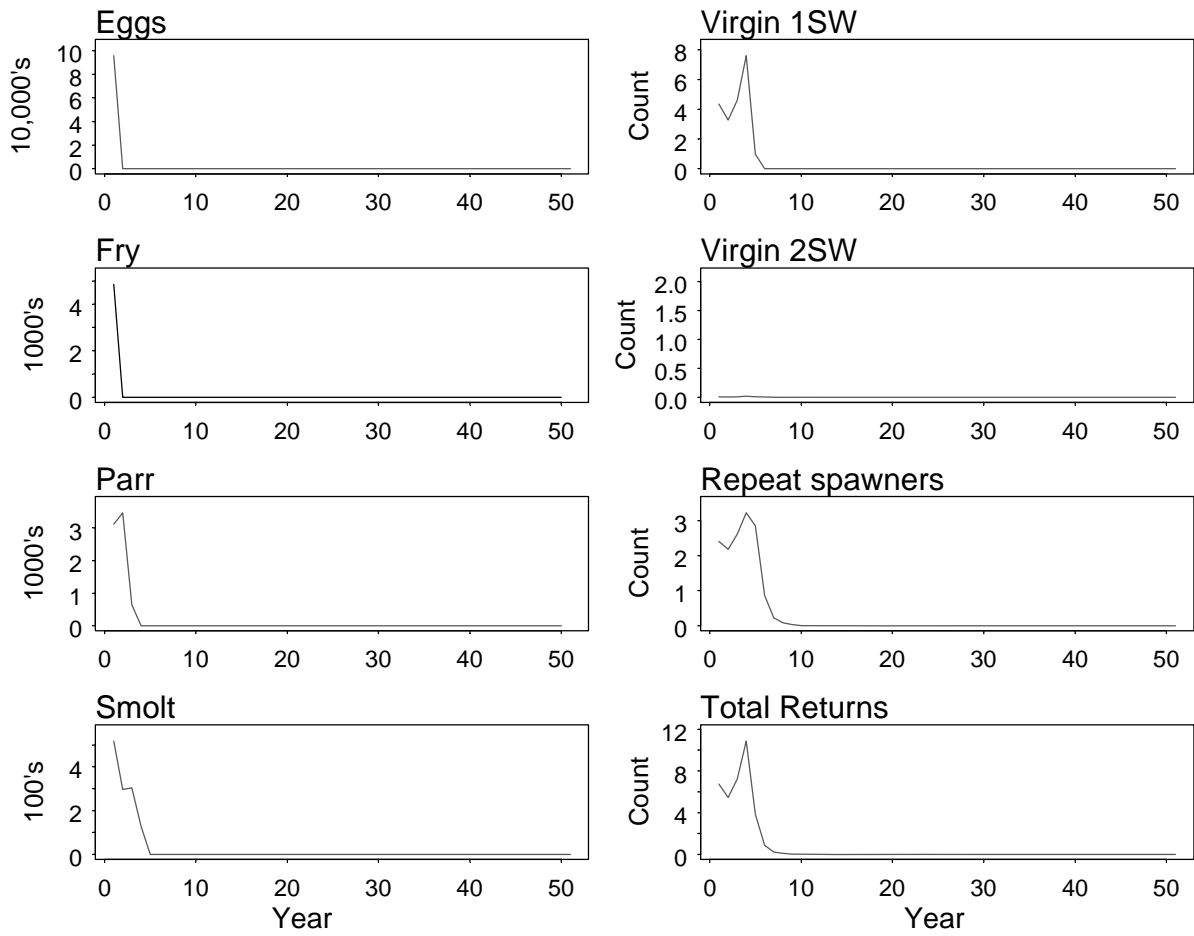 Eggs
10,000's
10
8
6
4
2
0
0 10 20 30 40 50
Virgin 1SW
Count
8
6
4
2
0
0 10 20 30 40 50
Fry
1000's
4
2
0
0 10 20 30 40 50
Virgin 2SW
Count
2.0
1.5
1.0
0.5
0.0
0 10 20 30 40 50
Parr
1000's
3
2
1
0
0 10 20 30 40 50
Repeat spawners
Count
3
2
1
0
0 10 20 30 40 50
Smolt
100's
4
2
0
0 10 20 30 40 50
Year
Total Returns
Count
12
8
4
0
0 10 20 30 40 50
Year